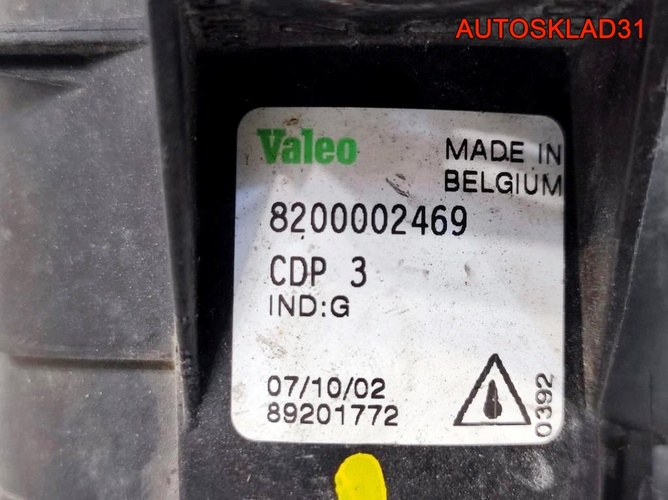 AUTOSKLAD31
Valeo
MADE IN
BELGIUM
8200002469
CDP 3
IND:G
07/10/02
89201772
0392